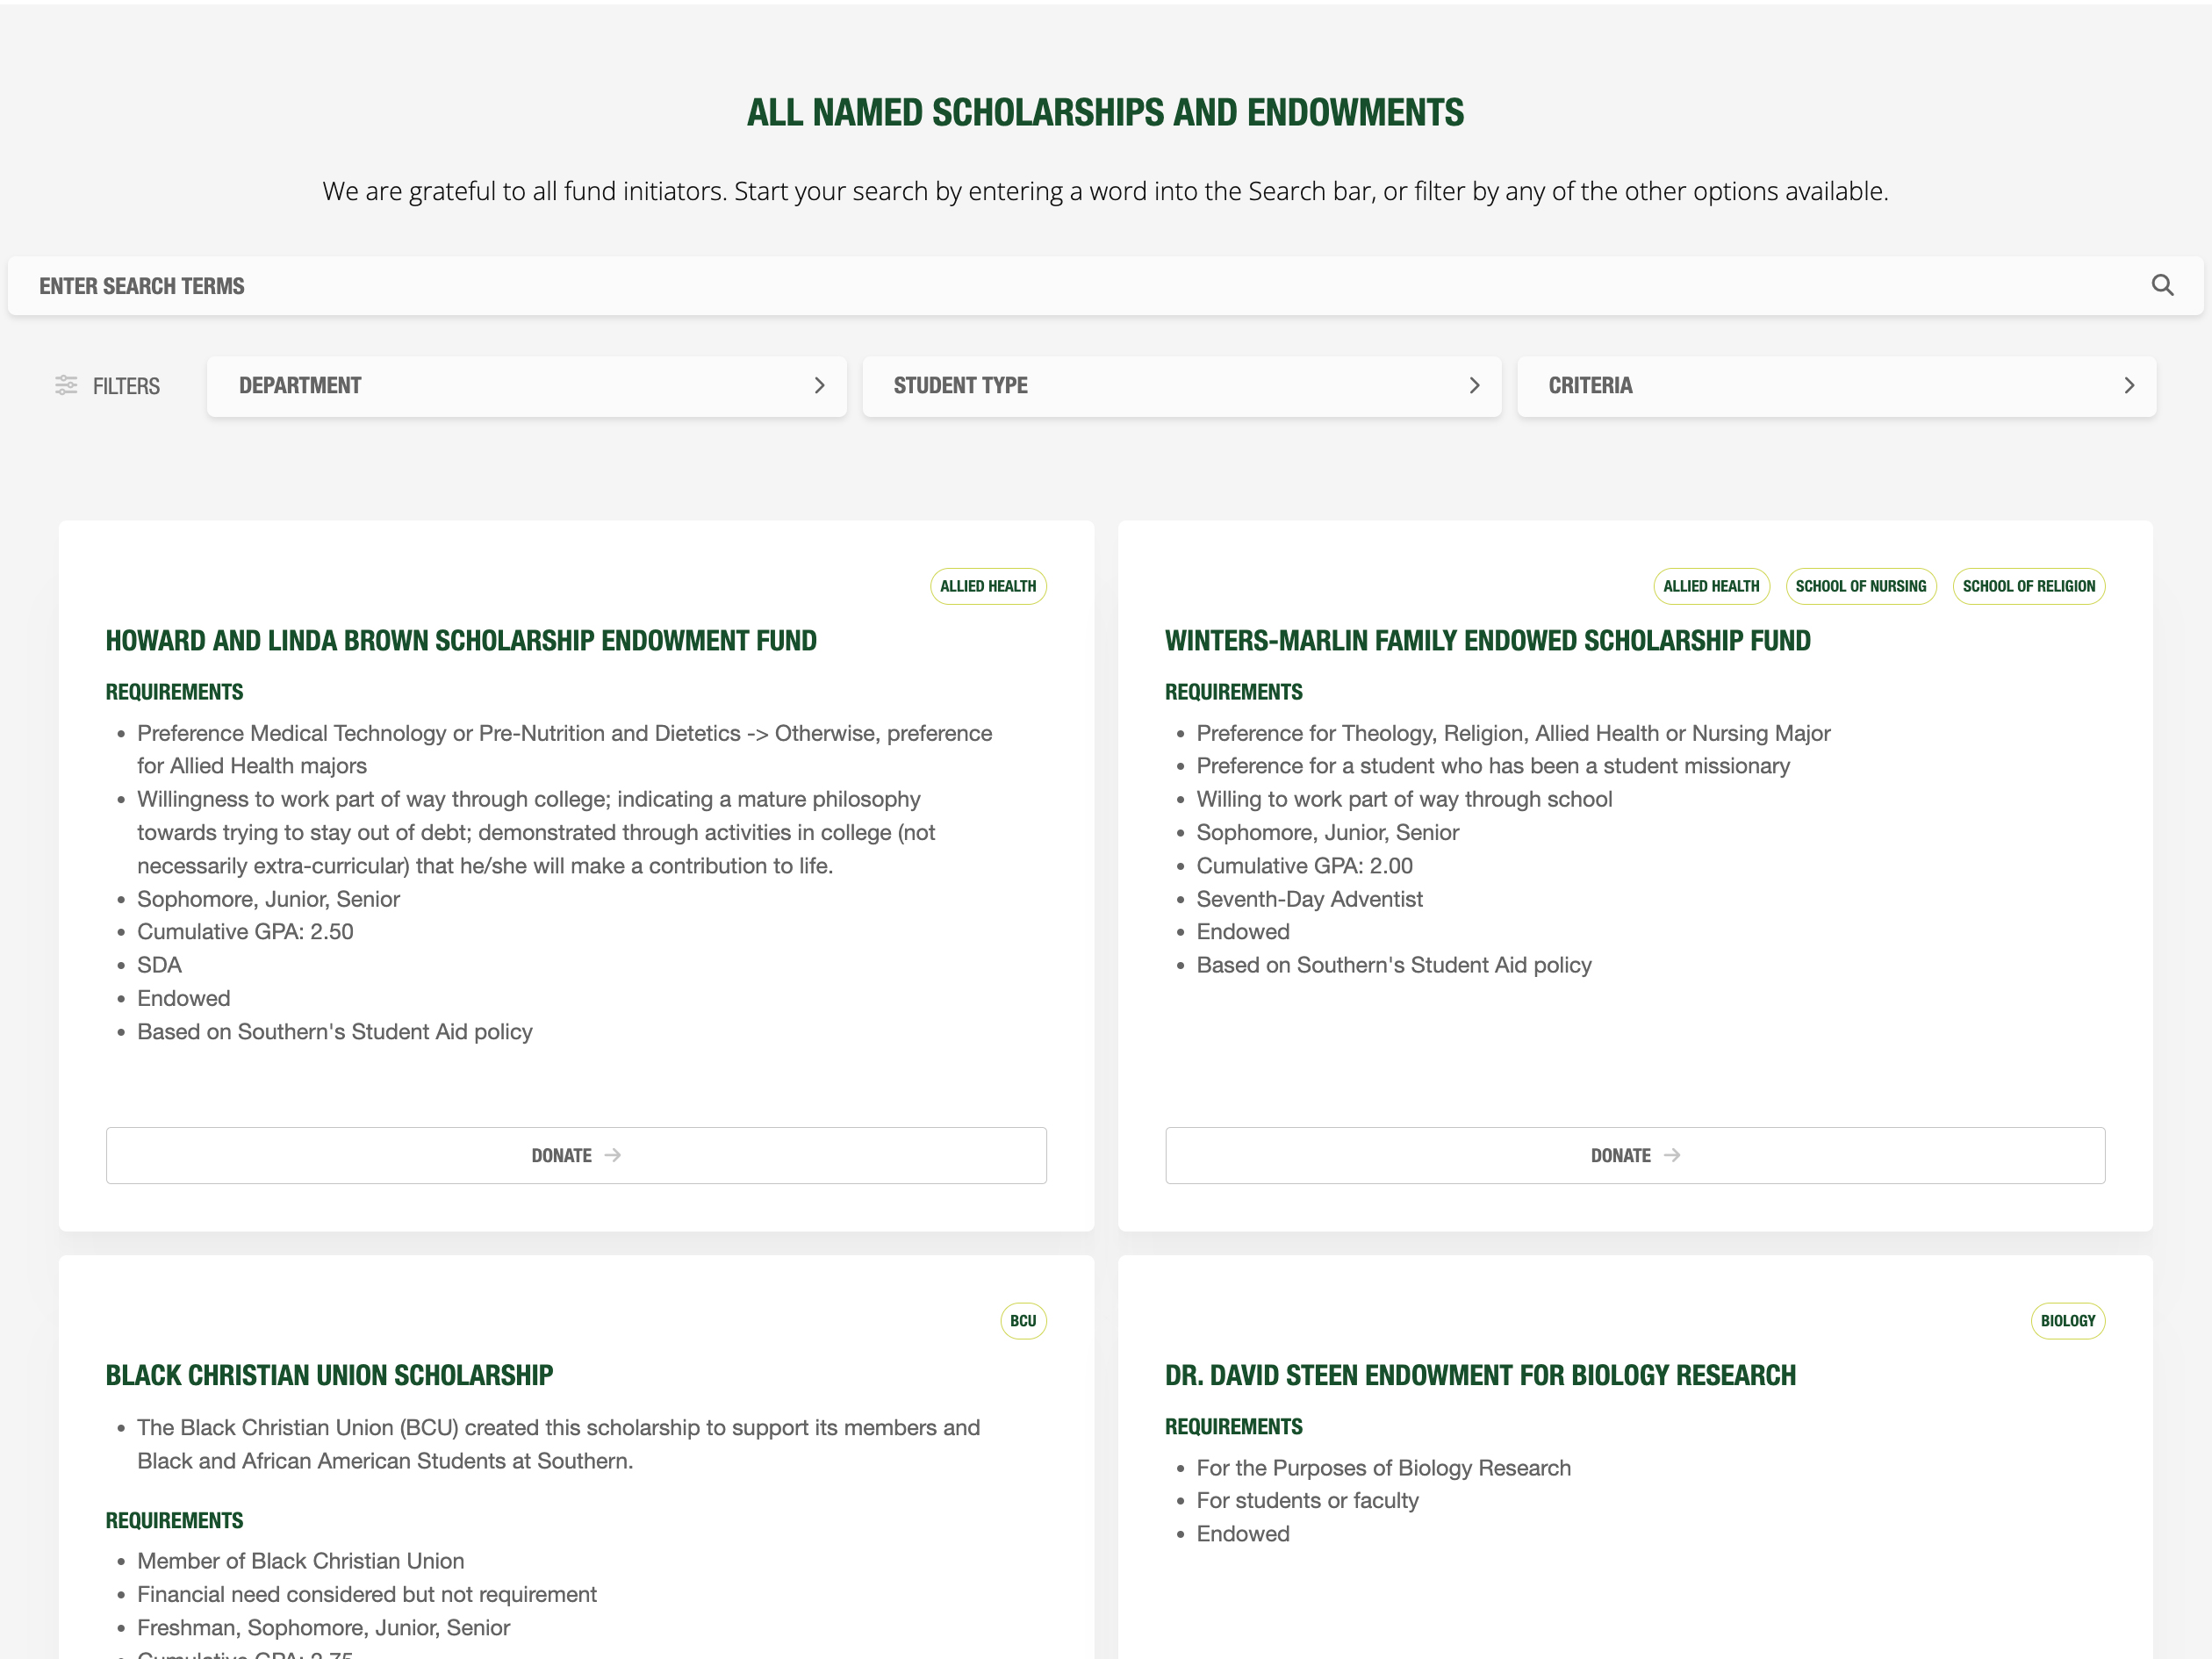 ALL NAMED SCHOLARSHIPS AND ENDOWMENTS
We are grateful to all fund initiators. Start your search by entering a word into the Search bar, or filter by any of the other options available.
ENTER SEARCH TERMS
FILTERS
DEPARTMENT
STUDENT TYPE
CRITERIA
ALLIED HEALTH
HOWARD AND LINDA BROWN SCHOLARSHIP ENDOWMENT FUND
REQUIREMENTS
• Preference Medical Technology or Pre-Nutrition and Dietetics -> Otherwise, preference
for Allied Health majors
• Willingness to work part of way through college; indicating a mature philosophy
towards trying to stay out of debt; demonstrated through activities in college (not
necessarily extra-curricular) that he/she will make a contribution to life.
• Sophomore, Junior, Senior
• Cumulative GPA: 2.50
• SDA
• Endowed
• Based on Southern's Student Aid policy
DONATE →
ALLIED HEALTH
SCHOOL OF NURSING
SCHOOL OF RELIGION
WINTERS-MARLIN FAMILY ENDOWED SCHOLARSHIP FUND
REQUIREMENTS
• Preference for Theology, Religion, Allied Health or Nursing Major
• Preference for a student who has been a student missionary
• Willing to work part of way through school
• Sophomore, Junior, Senior
• Cumulative GPA: 2.00
• Seventh-Day Adventist
• Endowed
• Based on Southern's Student Aid policy
DONATE →
BCU
BLACK CHRISTIAN UNION SCHOLARSHIP
• The Black Christian Union (BCU) created this scholarship to support its members and
Black and African American Students at Southern.
REQUIREMENTS
• Member of Black Christian Union
• Financial need considered but not requirement
• Freshman, Sophomore, Junior, Senior
• Cumulative GPA: 2.75
BIOLOGY
DR. DAVID STEEN ENDOWMENT FOR BIOLOGY RESEARCH
REQUIREMENTS
• For the Purposes of Biology Research
• For students or faculty
• Endowed